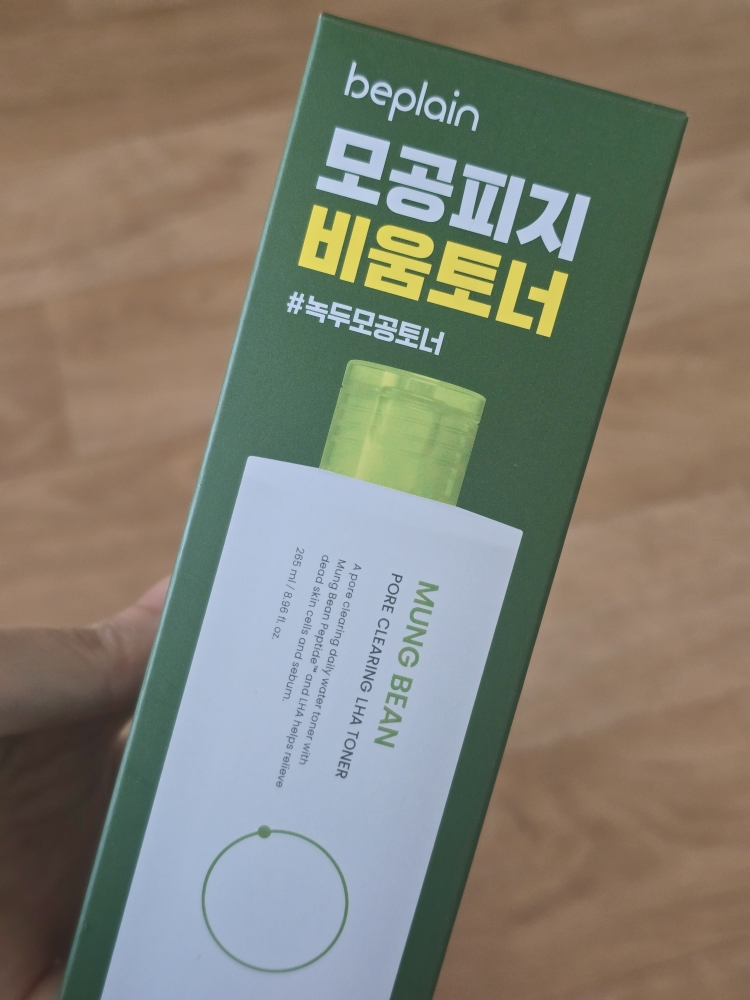 beplain
모공피지
비움토너
#녹두모공토너
MUNG BEAN
PORE CLEARING LHA TONER
A pore clearing daily water toner with
Mung Bean Peptide™ and LHA helps relieve
dead skin cells and sebum.
265 ml / 8.96 fl. oz.